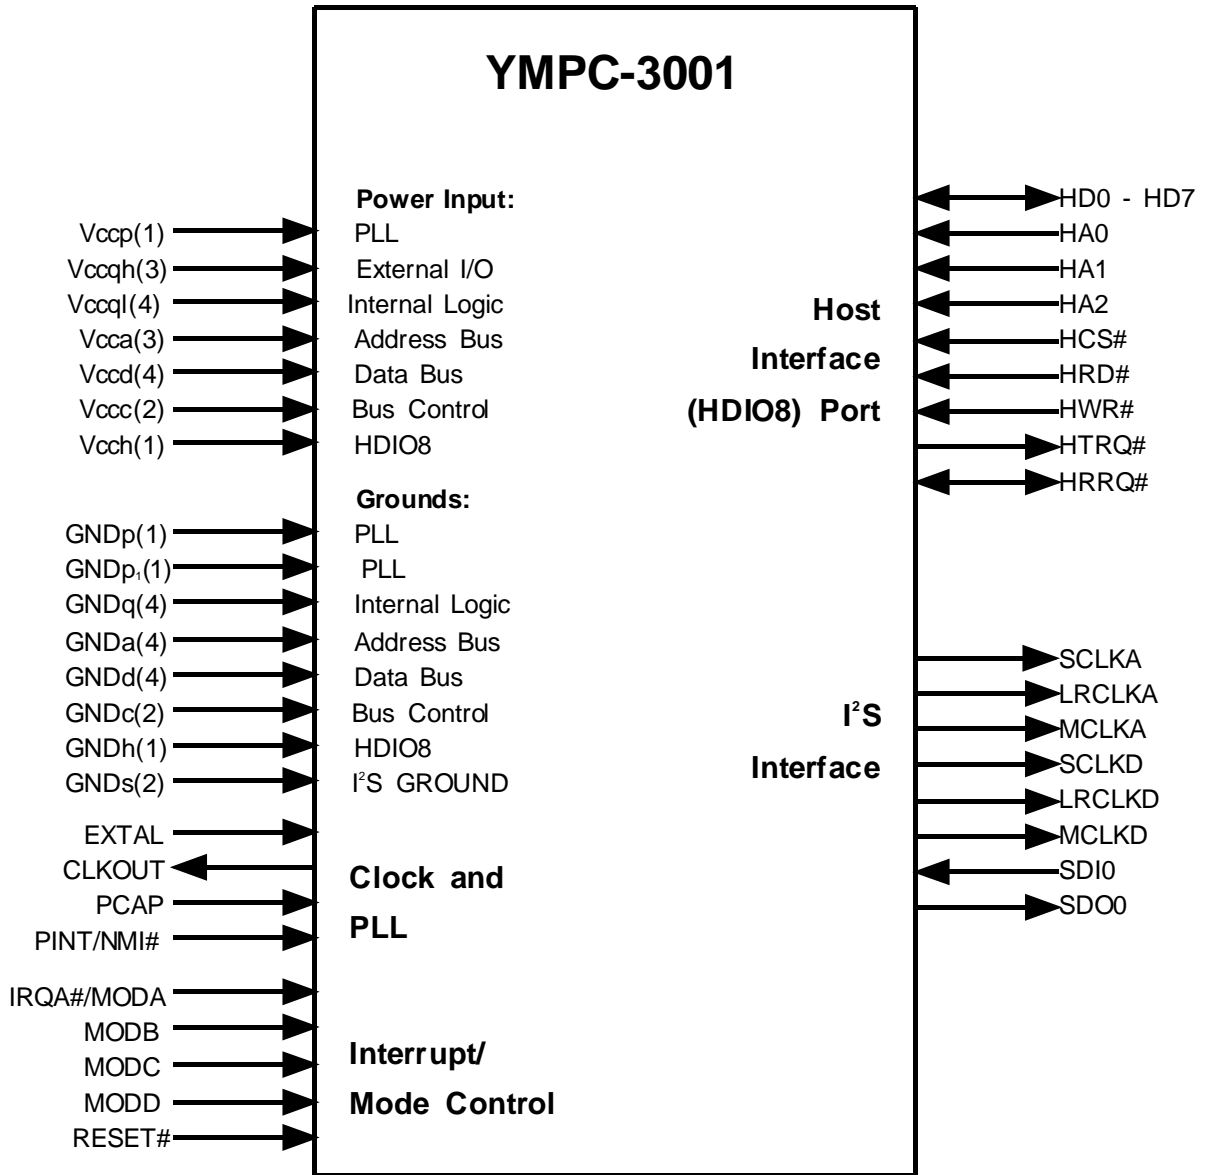 YMPC-3001
Power Input:
Vccp(1) PLL
Vccqh(3) External I/O
Vccql(4) Internal Logic
Vcca(3) Address Bus
Vccd(4) Data Bus
Vccc(2) Bus Control
Vcch(1) HDIO8
Grounds:
GNDp(1) PLL
GNDp₁(1) PLL
GNDq(4) Internal Logic
GNDa(4) Address Bus
GNDd(4) Data Bus
GNDc(2) Bus Control
GNDh(1) HDIO8
GNDs(2) I²S GROUND
EXTAL
CLKOUT
PCAP
PINT/NMI#
Clock and
PLL
IRQA#/MODA
MODB
MODC
MODD
RESET#
Interrupt/
Mode Control
Host
Interface
(HDIO8) Port
HD0 - HD7
HA0
HA1
HA2
HCS#
HRD#
HWR#
HTRQ#
HRRQ#
I²S
Interface
SCLKA
LRCLKA
MCLKA
SCLKD
LRCLKD
MCLKD
SDI0
SDO0